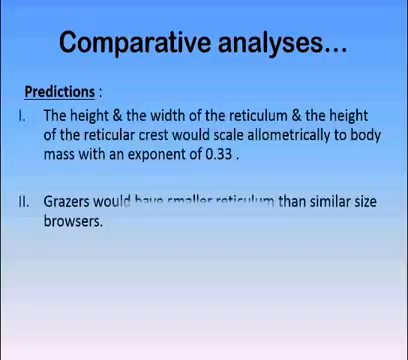 Comparative analyses...
Predictions :
I. The height & the width of the reticulum & the height
of the reticular crest would scale allometrically to body
mass with an exponent of 0.33 .
II. Grazers would have smaller reticulum than similar size
browsers.